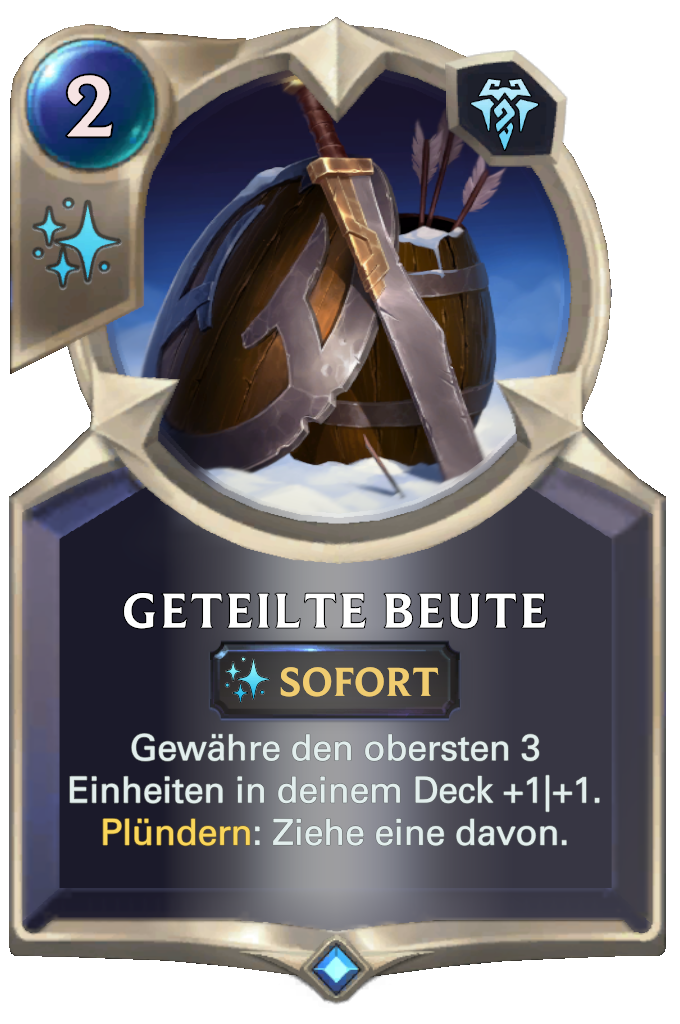 2
GETEILTE BEUTE
SOFORT
Gewähre den obersten 3
Einheiten in deinem Deck +1|+1.
Plündern: Ziehe eine davon.